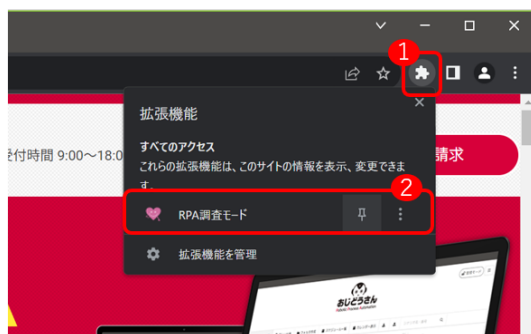 1
拡張機能
すべてのアクセス
受付時間 9:00～18:0
これらの拡張機能は、このサイトの情報を表示、変更できま
す。
請求
2
RPA調査モード
拡張機能を管理
おじどうさん